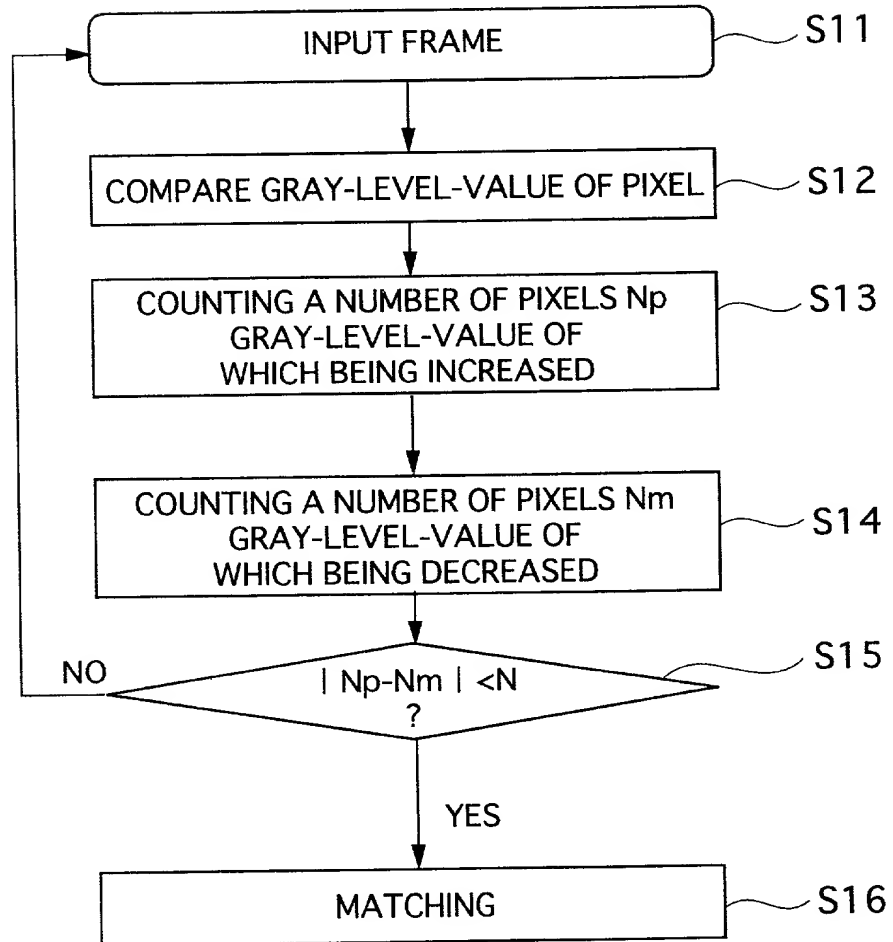 INPUT FRAME
S11
COMPARE GRAY-LEVEL-VALUE OF PIXEL
S12
COUNTING A NUMBER OF PIXELS Np
GRAY-LEVEL-VALUE OF
WHICH BEING INCREASED
S13
COUNTING A NUMBER OF PIXELS Nm
GRAY-LEVEL-VALUE OF
WHICH BEING DECREASED
S14
NO
| Np-Nm | <N
?
S15
YES
MATCHING
S16